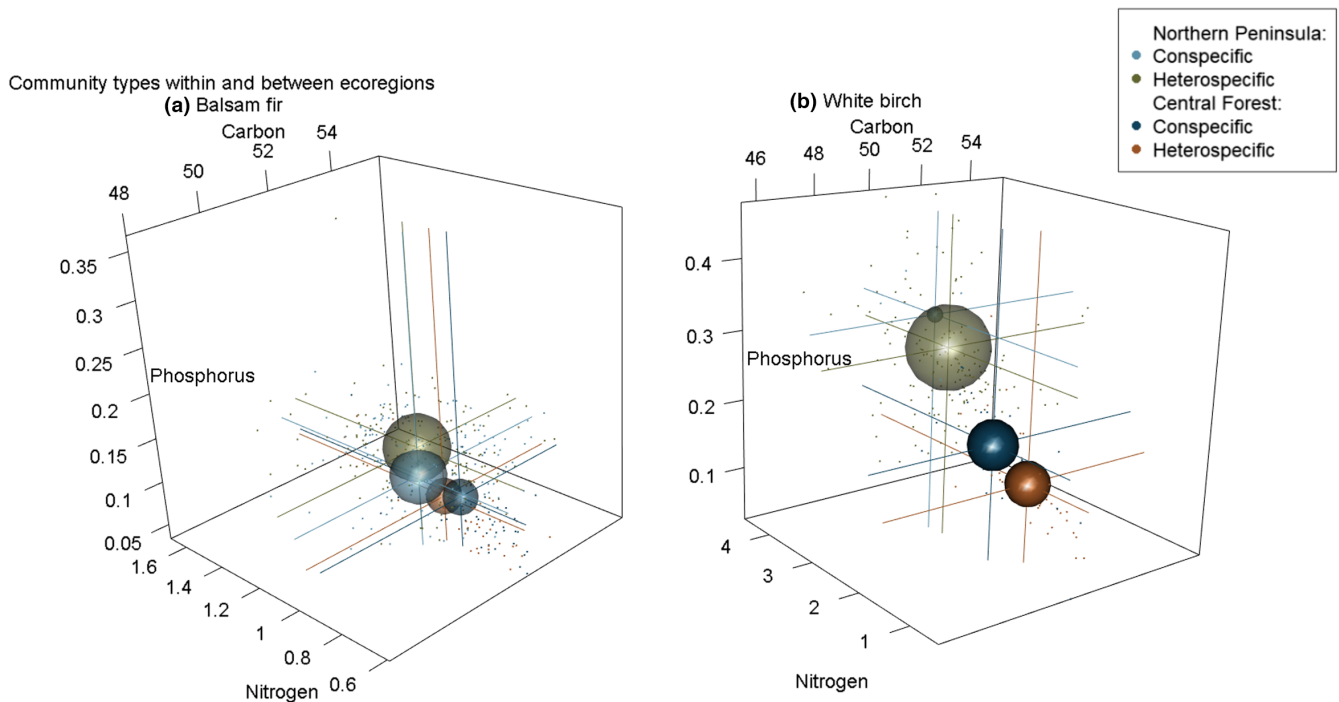 Community types within and between ecoregions
(a) Balsam fir
Carbon
48
50
52
54
0.35
0.3
0.25
Phosphorus
0.2
0.15
0.1
0.05
1.6
1.4
1.2
1
0.8
0.6
Nitrogen
(b) White birch
Carbon
46
48
50
52
54
0.4
0.3
Phosphorus
0.2
0.1
4
3
2
1
Nitrogen
Northern Peninsula:
Conspecific
Heterospecific
Central Forest:
Conspecific
Heterospecific